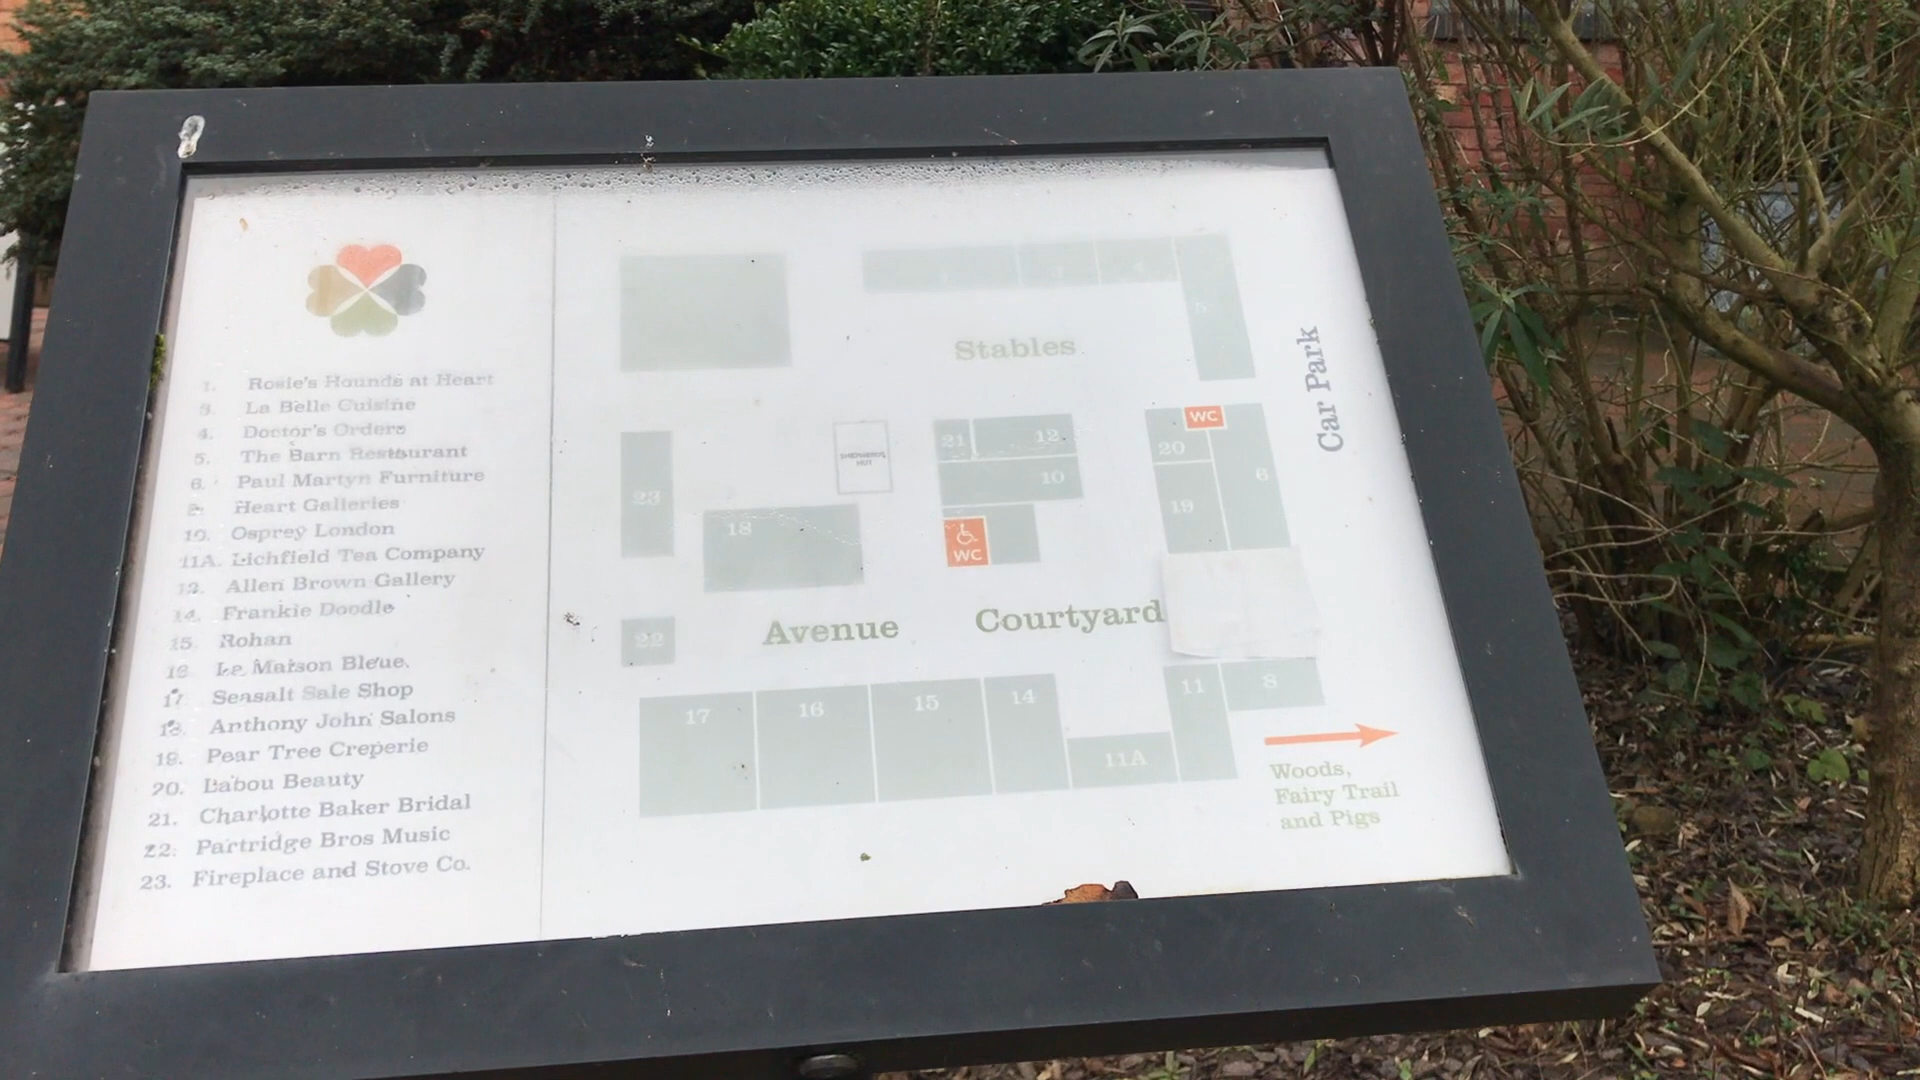 1. Rosie's Hounds at Heart
3. La Belle Cuisine
4. Doctor's Orders
5. The Barn Restaurant
6. Paul Martyn Furniture
8. Heart Galleries
10. Osprey London
11A. Lichfield Tea Company
12. Allen Brown Gallery
14. Frankie Doodle
15. Rohan
16. La Maison Bleue.
17. Seasalt Sale Shop
18. Anthony John Salons
19. Pear Tree Creperie
20. Labou Beauty
21. Charlotte Baker Bridal
22. Partridge Bros Music
23. Fireplace and Stove Co.
5
Stables
Car Park
WC
21
12
20
SHEPHERDS
HUT
10
6
23
19
18
WC
22
Avenue
Courtyard
17
16
15
14
11
8
11A
Woods,
Fairy Trail
and Pigs